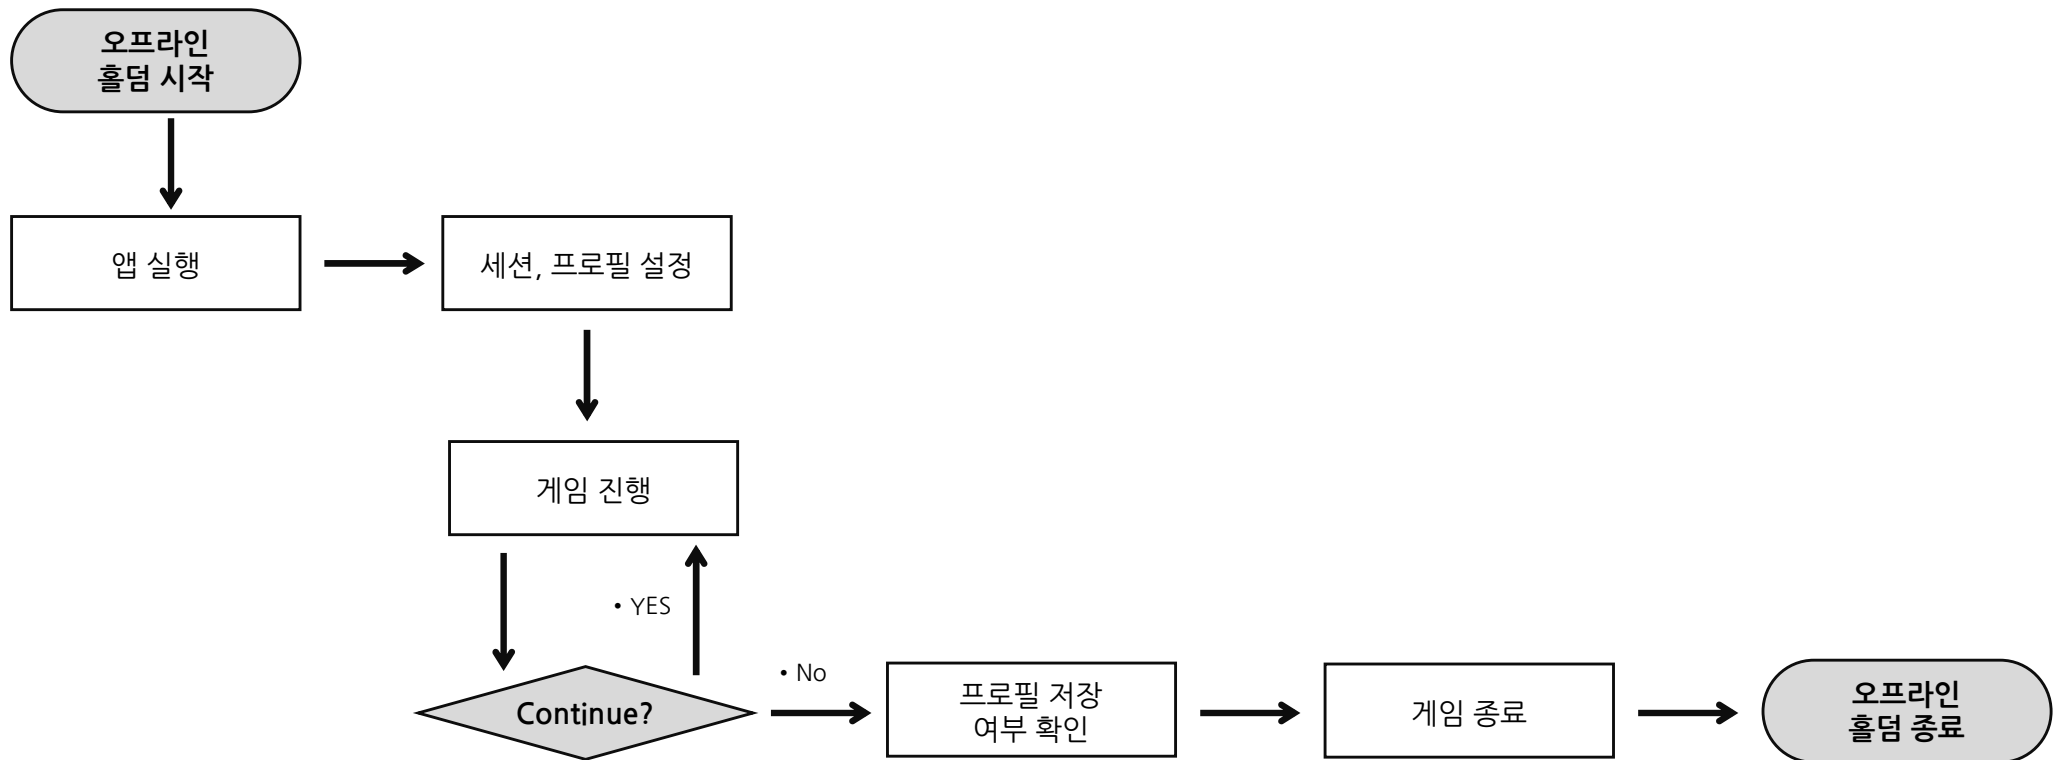 오프라인
홀덤 시작
앱 실행
세션, 프로필 설정
게임 진행
• YES
Continue?
• No
프로필 저장
여부 확인
게임 종료
오프라인
홀덤 종료